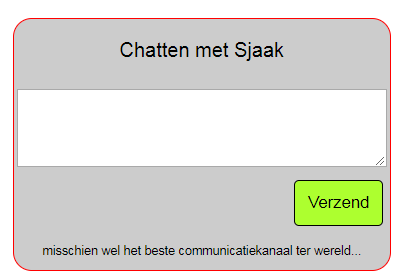 Chatten met Sjaak
Verzend
misschien wel het beste communicatiekanaal ter wereld...